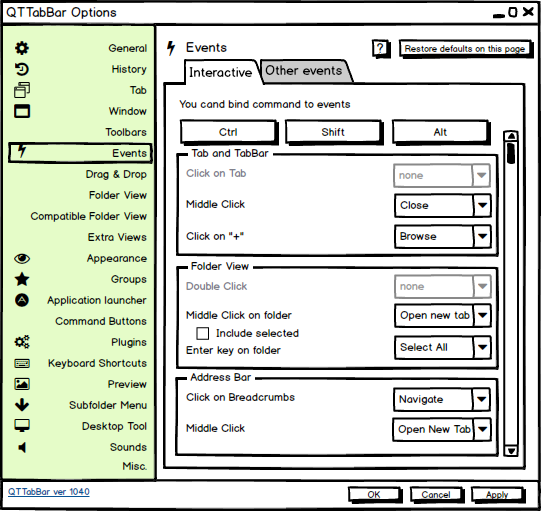 QTTabBar Options
General
History
Tab
Window
Toolbars
Events
Drag & Drop
Folder View
Compatible Folder View
Extra Views
Appearance
Groups
A
Application launcher
Command Buttons
Plugins
Keyboard Shortcuts
Preview
Subfolder Menu
Desktop Tool
Sounds
Misc.
Events
?
Restore defaults on this page
Interactive
Other events
You cand bind command to events
Ctrl
Shift
Alt
Tab and TabBar
Click on Tab
none
Middle Click
Close
Click on "+"
Browse
Folder View
Double Click
none
Middle Click on folder
Open new tab
Include selected
Enter key on folder
Select All
Address Bar
Click on Breadcrumbs
Navigate
Middle Click
Open New Tab
QTTabBar ver 1040
OK
Cancel
Apply